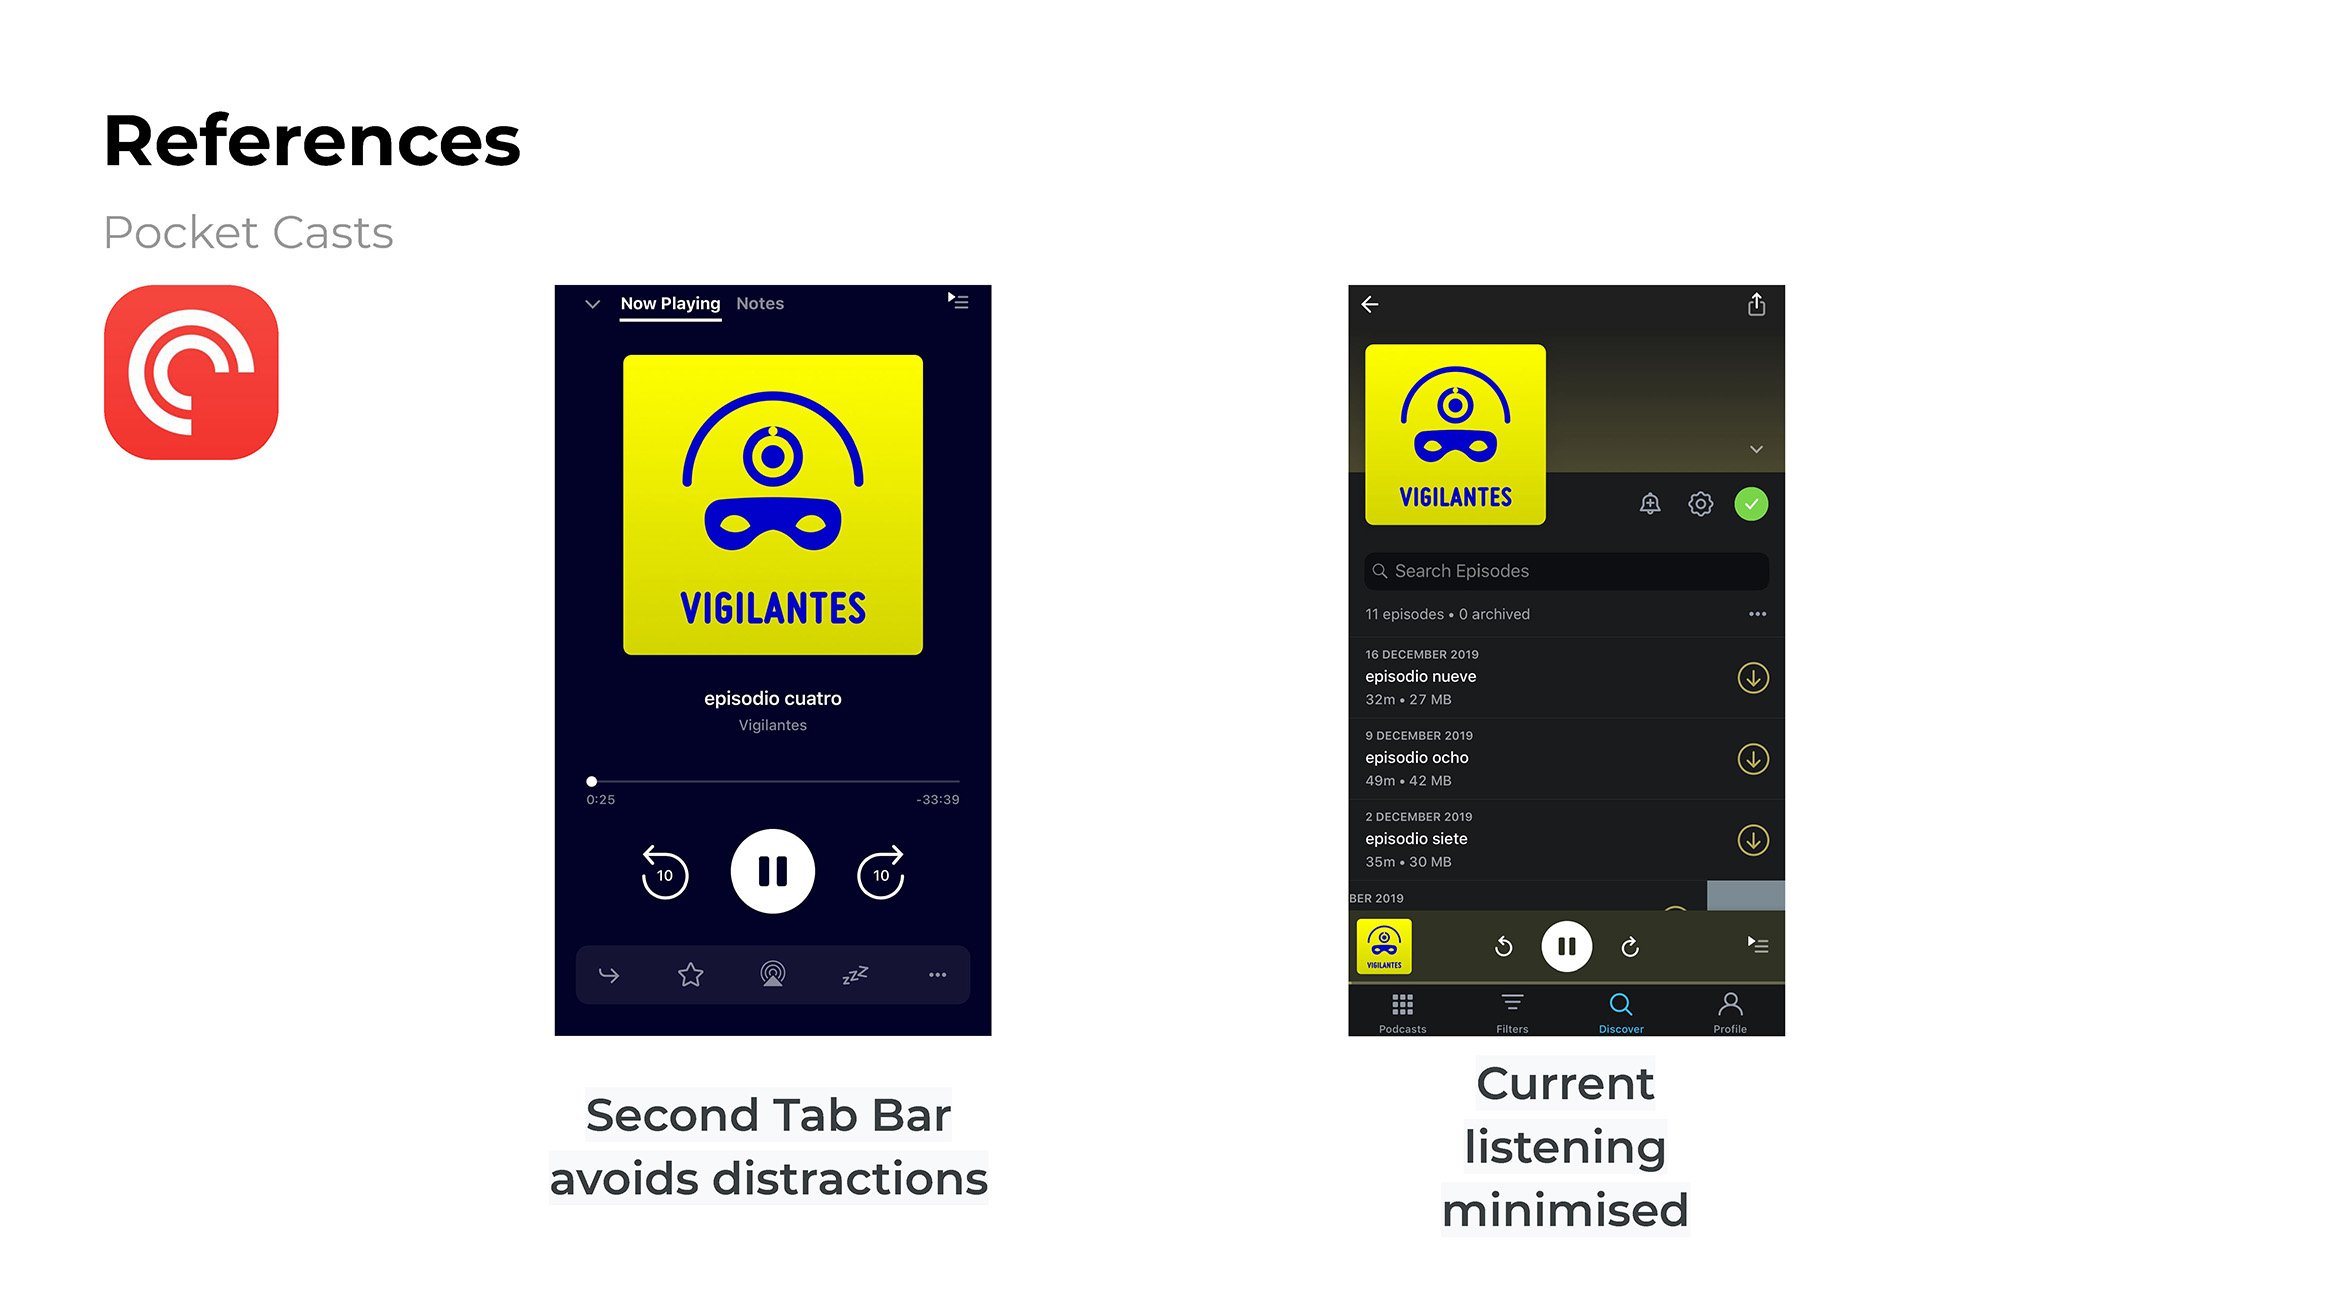 References
Pocket Casts
Now Playing Notes
VIGILANTES
episodio cuatro
Vigilantes
0:25 -33:39
10 10
zzz
Second Tab Bar
avoids distractions
VIGILANTES
Search Episodes
11 episodes • 0 archived
16 DECEMBER 2019
episodio nueve
32m • 27 MB
9 DECEMBER 2019
episodio ocho
49m • 42 MB
2 DECEMBER 2019
episodio siete
35m • 30 MB
BER 2019
VIGILANTES
Podcasts Filters Discover Profile
Current
listening
minimised